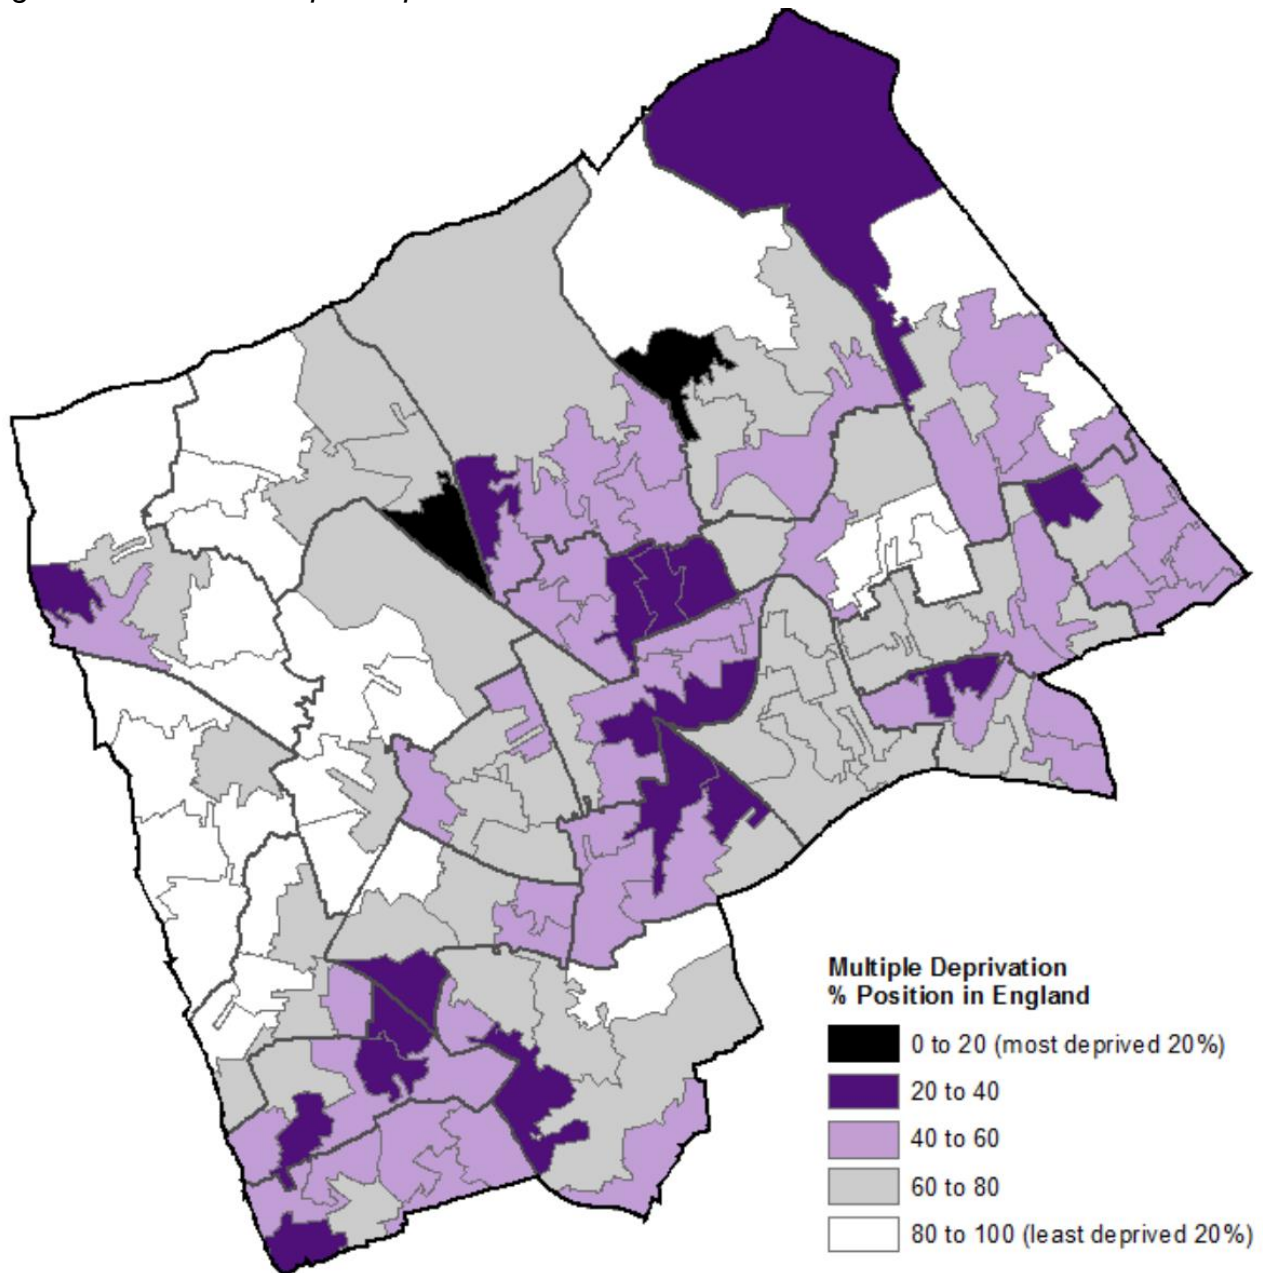 Multiple Deprivation
% Position in England
0 to 20 (most deprived 20%)
20 to 40
40 to 60
60 to 80
80 to 100 (least deprived 20%)